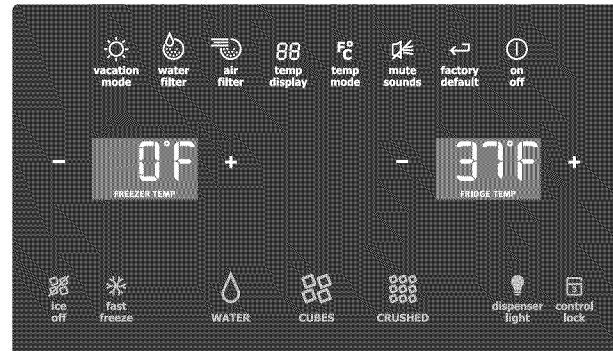 88
F°
C
vacation
mode
water
filter
air
filter
temp
display
temp
mode
mute
sounds
factory
default
on
off
-
0°F
+
FREEZER TEMP
-
37°F
+
FRIDGE TEMP
ice
off
fast
freeze
WATER
CUBES
CRUSHED
dispenser
light
3
control
lock